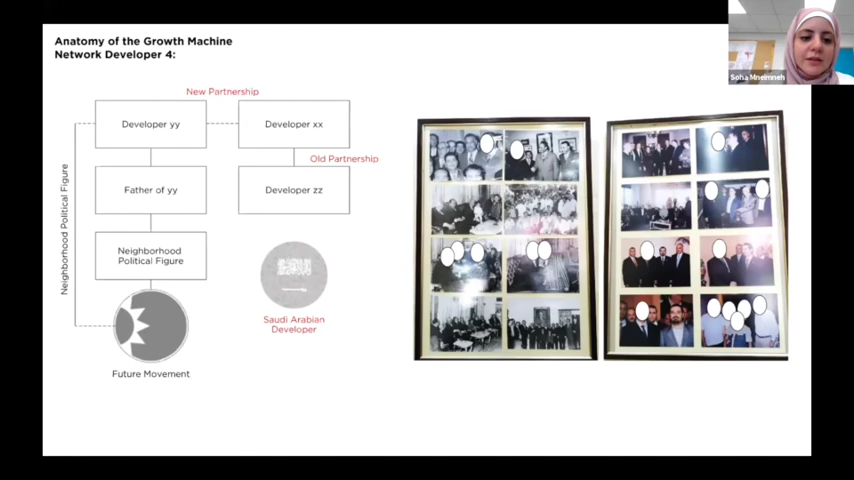 Anatomy of the Growth Machine
Network Developer 4:
New Partnership
Developer yy
Developer xx
Old Partnership
Father of yy
Developer zz
Neighborhood Political Figure
Neighborhood
Political Figure
Saudi Arabian
Developer
Future Movement
Soha Mneimneh